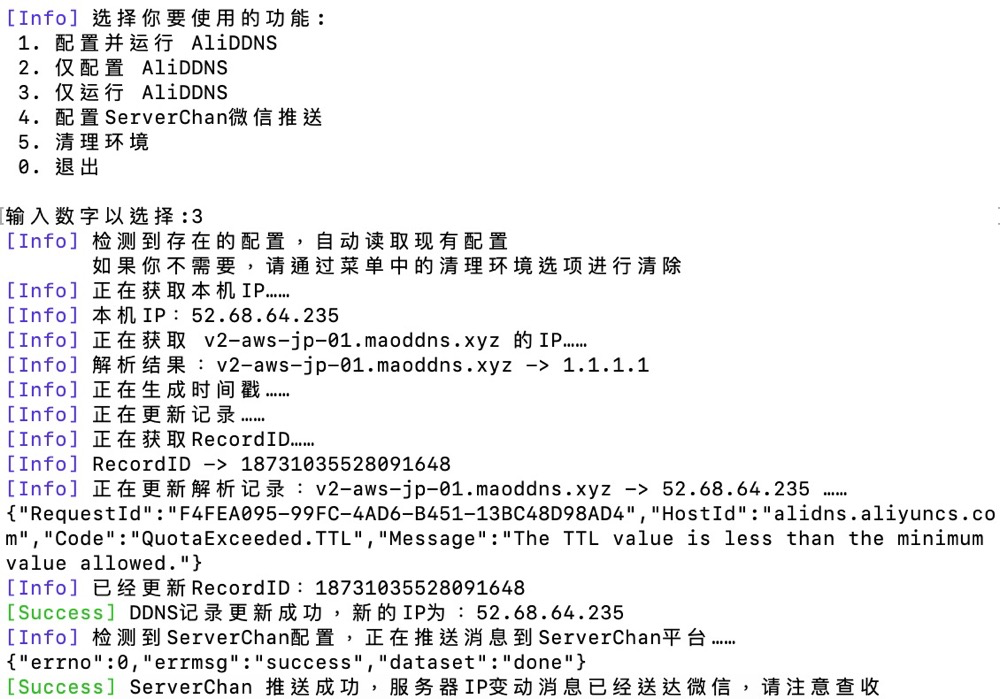 [Info] 选择你要使用的功能:
1. 配置并运行 AliDDNS
2. 仅配置 AliDDNS
3. 仅运行 AliDDNS
4. 配置ServerChan微信推送
5. 清理环境
0. 退出
输入数字以选择:3
[Info] 检测到存在的配置，自动读取现有配置
如果你不需要，请通过菜单中的清理环境选项进行清除
[Info] 正在获取本机IP……
[Info] 本机IP：52.68.64.235
[Info] 正在获取 v2-aws-jp-01.maoddns.xyz 的IP……
[Info] 解析结果：v2-aws-jp-01.maoddns.xyz -> 1.1.1.1
[Info] 正在生成时间戳……
[Info] 正在更新记录……
[Info] 正在获取RecordID……
[Info] RecordID -> 18731035528091648
[Info] 正在更新解析记录：v2-aws-jp-01.maoddns.xyz -> 52.68.64.235 ……
{"RequestId":"F4FEA095-99FC-4AD6-B451-13BC48D98AD4","HostId":"alidns.aliyuncs.co
m","Code":"QuotaExceeded.TTL","Message":"The TTL value is less than the minimum
value allowed."}
[Info] 已经更新RecordID：18731035528091648
[Success] DDNS记录更新成功，新的IP为：52.68.64.235
[Info] 检测到ServerChan配置，正在推送消息到ServerChan平台……
{"errno":0,"errmsg":"success","dataset":"done"}
[Success] ServerChan 推送成功，服务器IP变动消息已经送达微信，请注意查收